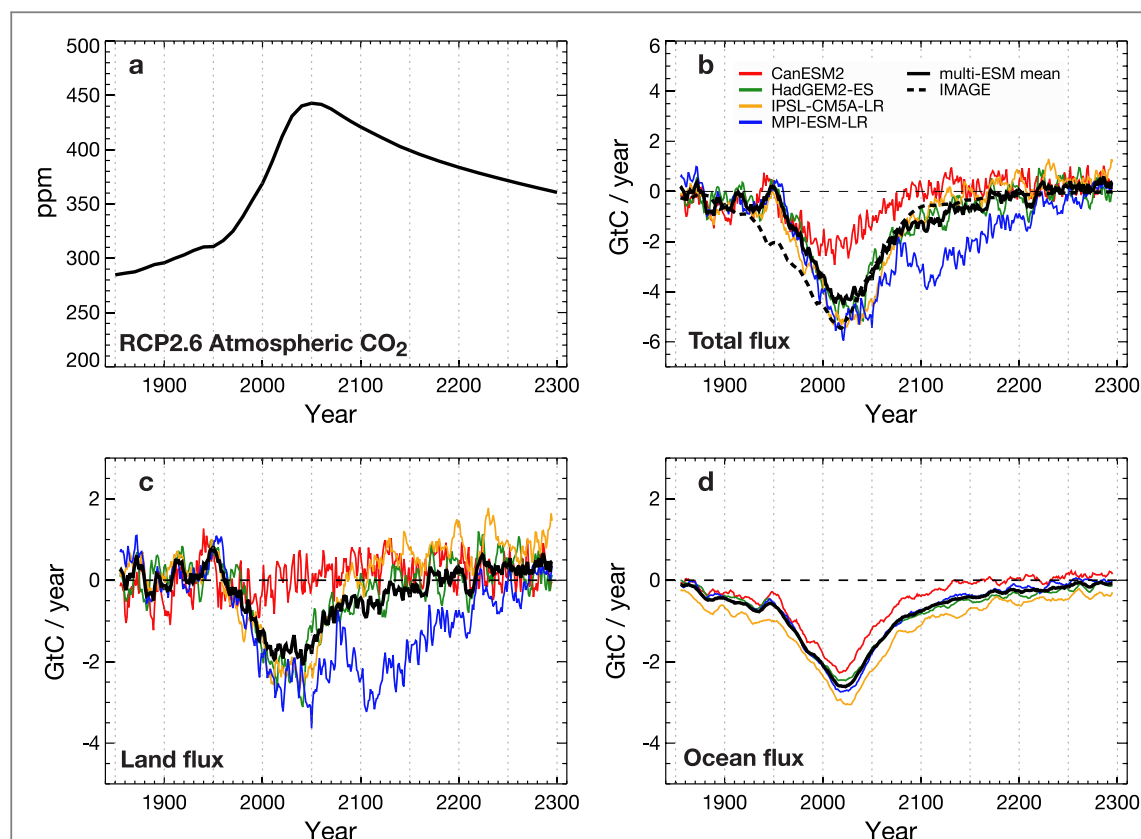 a
500
450
400
350
300
250
200
ppm
RCP2.6 Atmospheric CO2
1900 2000 2100 2200 2300
Year
b
6
4
2
0
-2
-4
-6
GtC / year
CanESM2
HadGEM2-ES
IPSL-CM5A-LR
MPI-ESM-LR
multi-ESM mean
IMAGE
Total flux
1900 2000 2100 2200 2300
Year
c
2
0
-2
-4
GtC / year
Land flux
1900 2000 2100 2200 2300
Year
d
2
0
-2
-4
GtC / year
Ocean flux
1900 2000 2100 2200 2300
Year